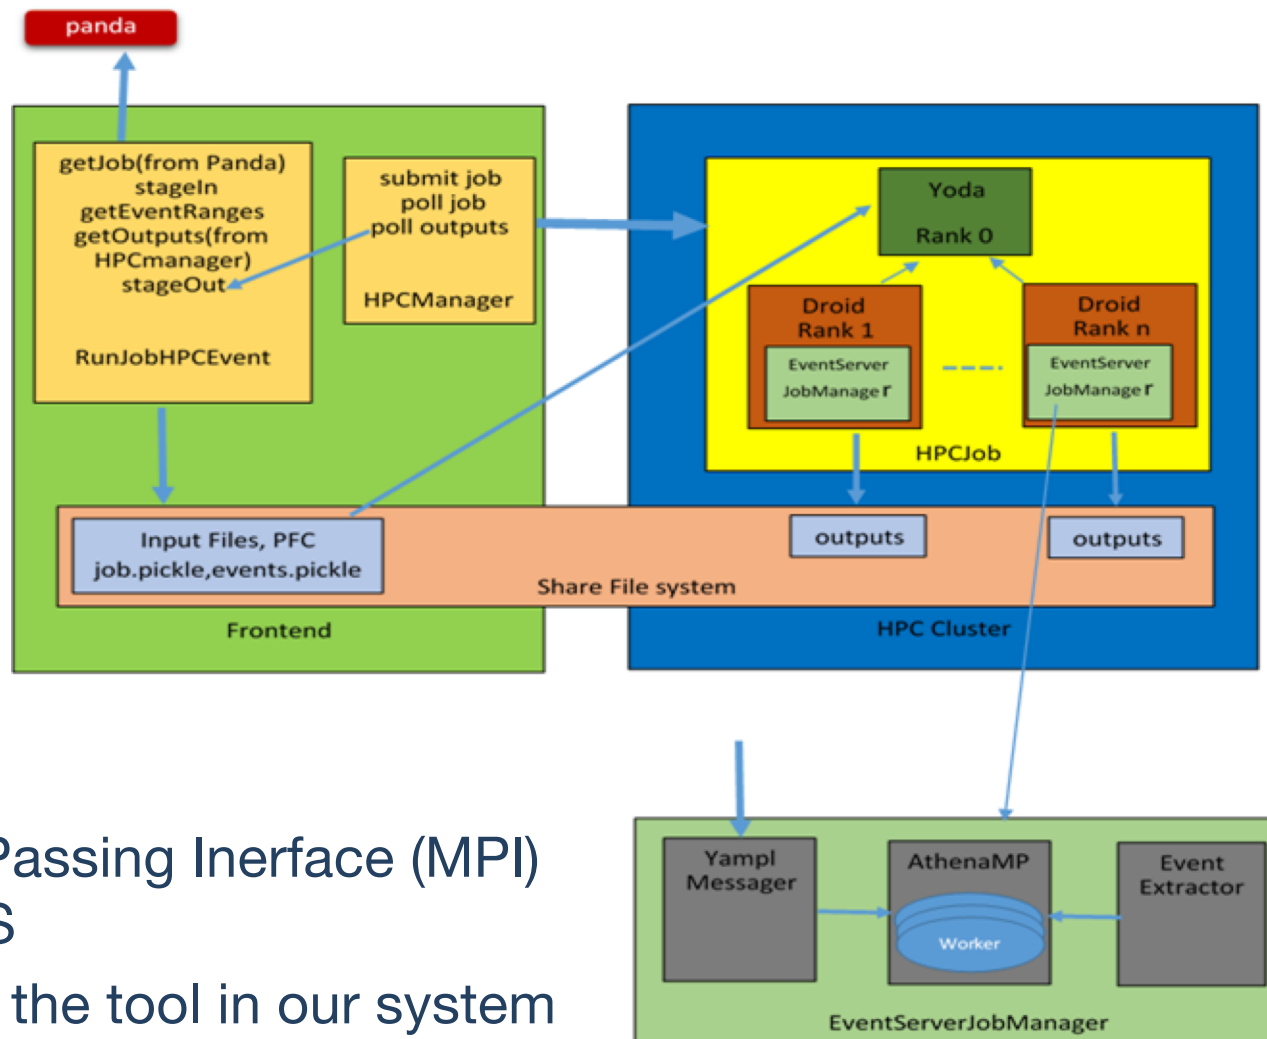 panda
getJob(from Panda)
stageIn
getEventRanges
getOutputs(from
HPCmanager)
stageOut
RunJobHPCEvent
submit job
poll job
poll outputs
HPCManager
Yoda
Rank 0
Droid
Rank 1
EventServer
JobManager
Droid
Rank n
EventServer
JobManager
HPCJob
Input Files, PFC
job.pickle,events.pickle
outputs
outputs
Share File system
Frontend
HPC Cluster
Passing Inerface (MPI)
S
the tool in our system
Yampl
Messager
AthenaMP
Worker
Event
Extractor
EventServerJobManager